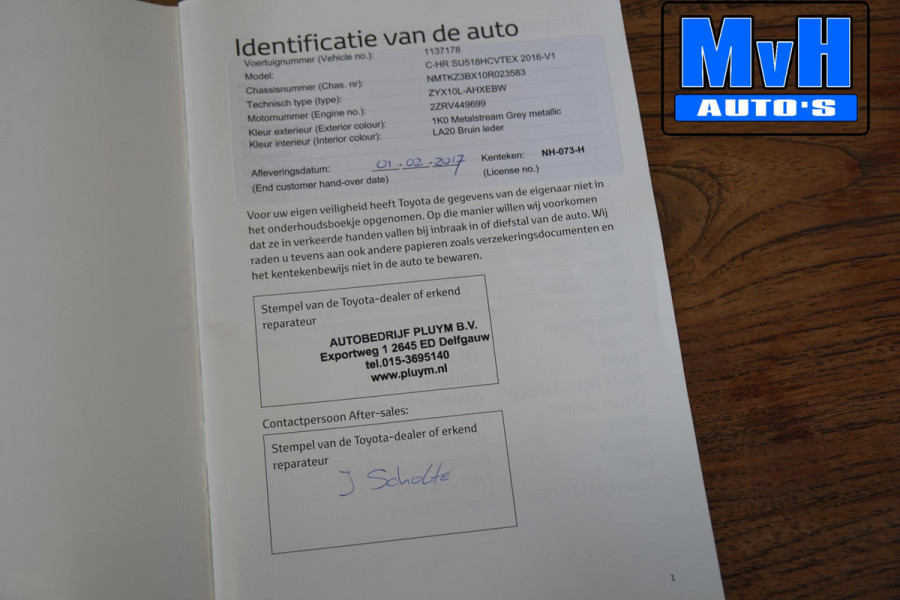 Identificatie van de auto
Voertuignummer (Vehicle no.): 1137178
Model: C-HR SU518HCVTEX 2016-V1
Chassisnummer (Chas. nr): NMTKZ3BX10R023583
Technisch type (type): ZYX10L-AHXEBW
Motornummer (Engine no.): 2ZRV449699
Kleur exterieur (Exterior colour): 1K0 Metalstream Grey metallic
Kleur interieur (Interior colour): LA20 Bruin leder
Afleveringsdatum: 01-02-2017 Kenteken: NH-073-H
(End customer hand-over date) (License no.)
Voor uw eigen veiligheid heeft Toyota de gegevens van de eigenaar niet in
het onderhoudsboekje opgenomen. Op die manier willen wij voorkomen
dat ze in verkeerde handen vallen bij inbraak in of diefstal van de auto. Wij
raden u tevens aan ook andere papieren zoals verzekeringsdocumenten en
het kentekenbewijs niet in de auto te bewaren.
Stempel van de Toyota-dealer of erkend
reparateur
AUTOBEDRIJF PLUYM B.V.
Exportweg 1 2645 ED Delfgauw
tel.015-3695140
www.pluym.nl
Contactpersoon After-sales:
Stempel van de Toyota-dealer of erkend
reparateur
J Scholte
1
MvH
AUTO'S